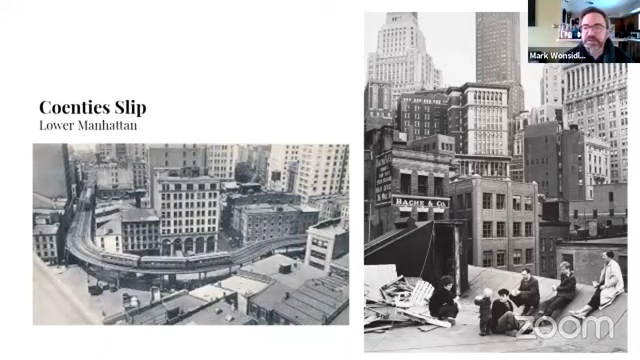 Coenties Slip
Lower Manhattan
BACHE & CO.
Mark Wonsidl...
zoom